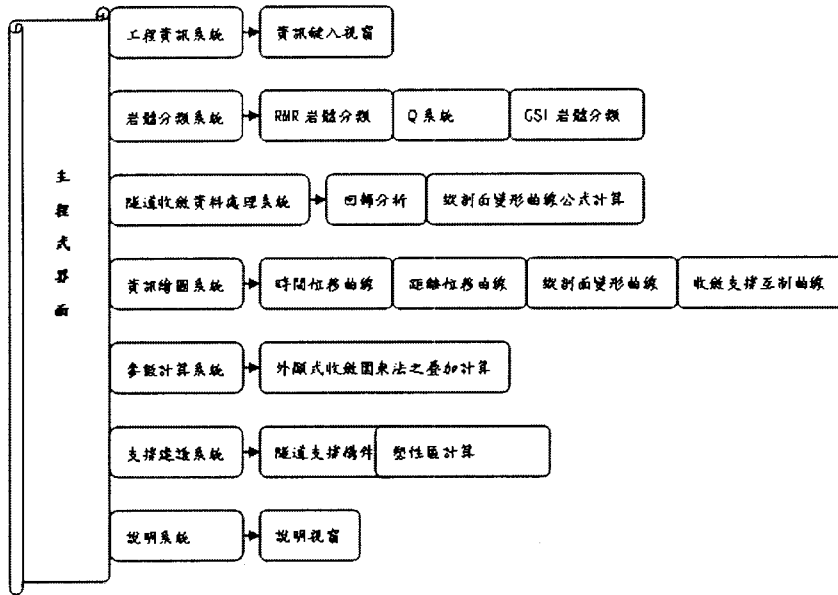 主程式界面
工程資訊系統
資訊鍵入視窗
岩體分類系統
RMR 岩體分類
Q 系統
GSI 岩體分類
隧道收斂資料處理系統
回歸分析
縱剖面變形曲線公式計算
資訊繪圖系統
時間位移曲線
距離位移曲線
縱剖面變形曲線
收斂支撐互制曲線
參數計算系統
外顯式收斂圍束法之疊加計算
支撐建議系統
隧道支撐構件
塑性區計算
說明系統
說明視窗